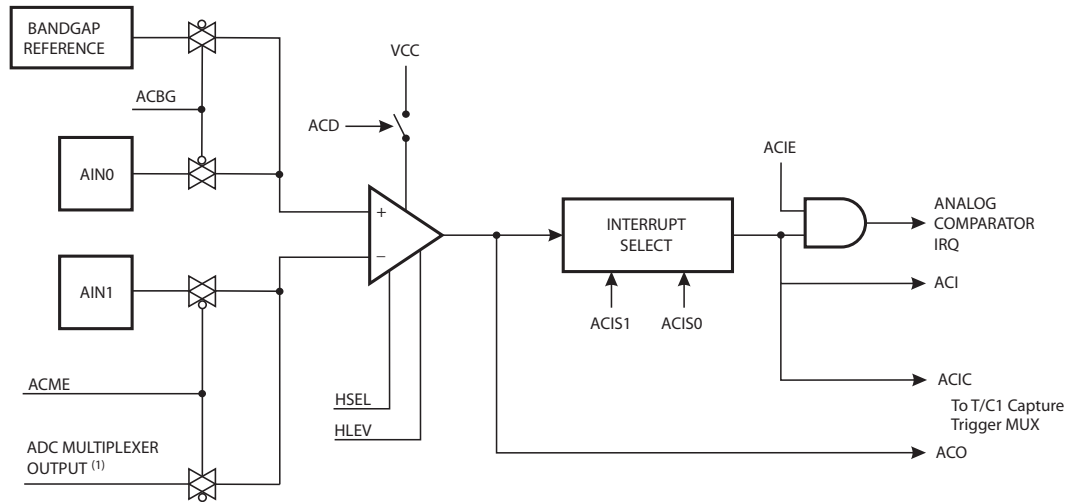 BANDGAP
REFERENCE
ACBG
VCC
ACD
AIN0
ACIE
+
ANALOG
COMPARATOR
IRQ
INTERRUPT
SELECT
−
AIN1
ACI
ACIS1 ACIS0
ACME
HSEL
ACIC
To T/C1 Capture
Trigger MUX
HLEV
ADC MULTIPLEXER
OUTPUT (1)
ACO